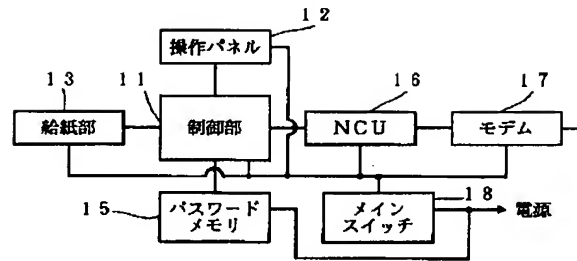 12
操作パネル
13
11
16
17
給紙部
制御部
NCU
モデム
15
パスワード
メモリ
メイン
スイッチ
18
電源